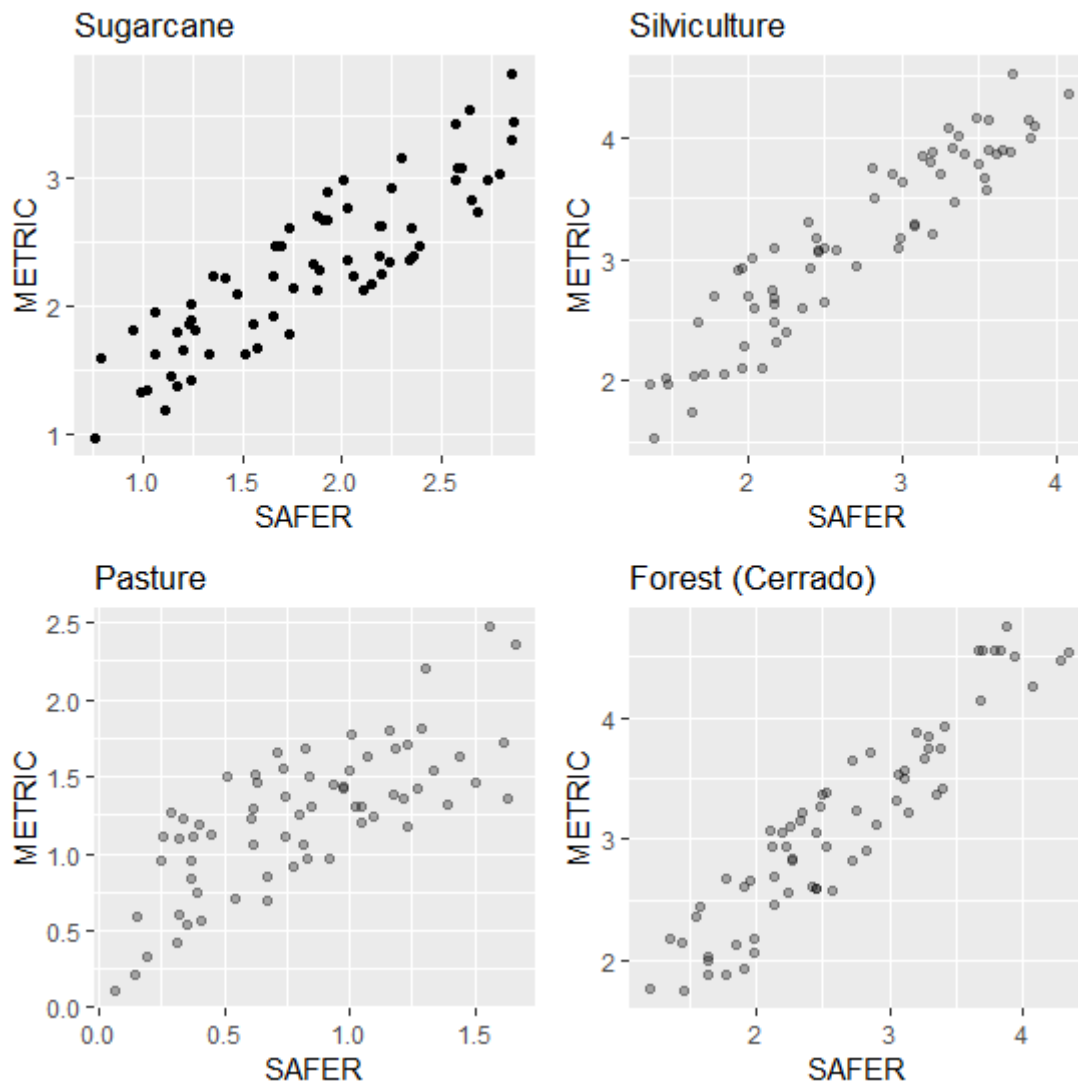 Sugarcane
METRIC
3
2
1
1.0 1.5 2.0 2.5
SAFER
Silviculture
METRIC
4
3
2
2 3 4
SAFER
Pasture
METRIC
2.5
2.0
1.5
1.0
0.5
0.0
0.0 0.5 1.0 1.5
SAFER
Forest (Cerrado)
METRIC
4
3
2
2 3 4
SAFER